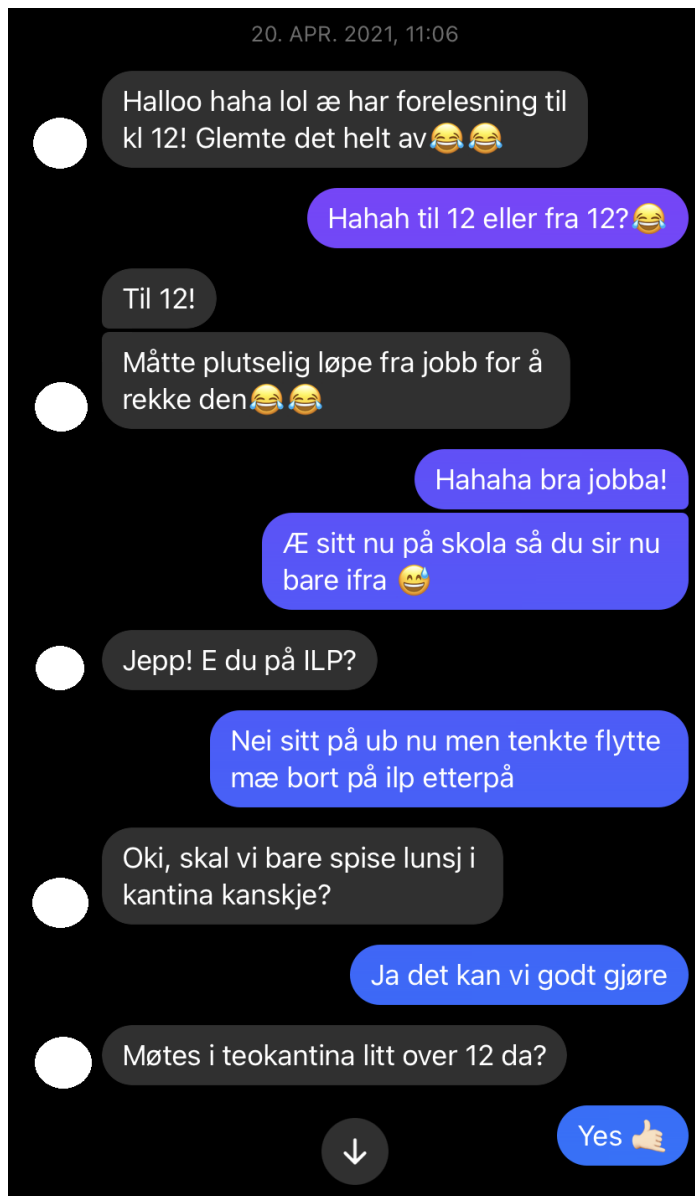 20. APR. 2021, 11:06
Halloo haha lol æ har forelesning til
kl 12! Glemte det helt av😂😂
Hahah til 12 eller fra 12?😂
Til 12!
Måtte plutselig løpe fra jobb for å
rekke den😂😂
Hahaha bra jobba!
Æ sitt nu på skola så du sir nu
bare ifra 😅
Jepp! E du på ILP?
Nei sitt på ub nu men tenkte flytte
mæ bort på ilp etterpå
Oki, skal vi bare spise lunsj i
kantina kanskje?
Ja det kan vi godt gjøre
Møtes i teokantina litt over 12 da?
Yes 🤙🏻